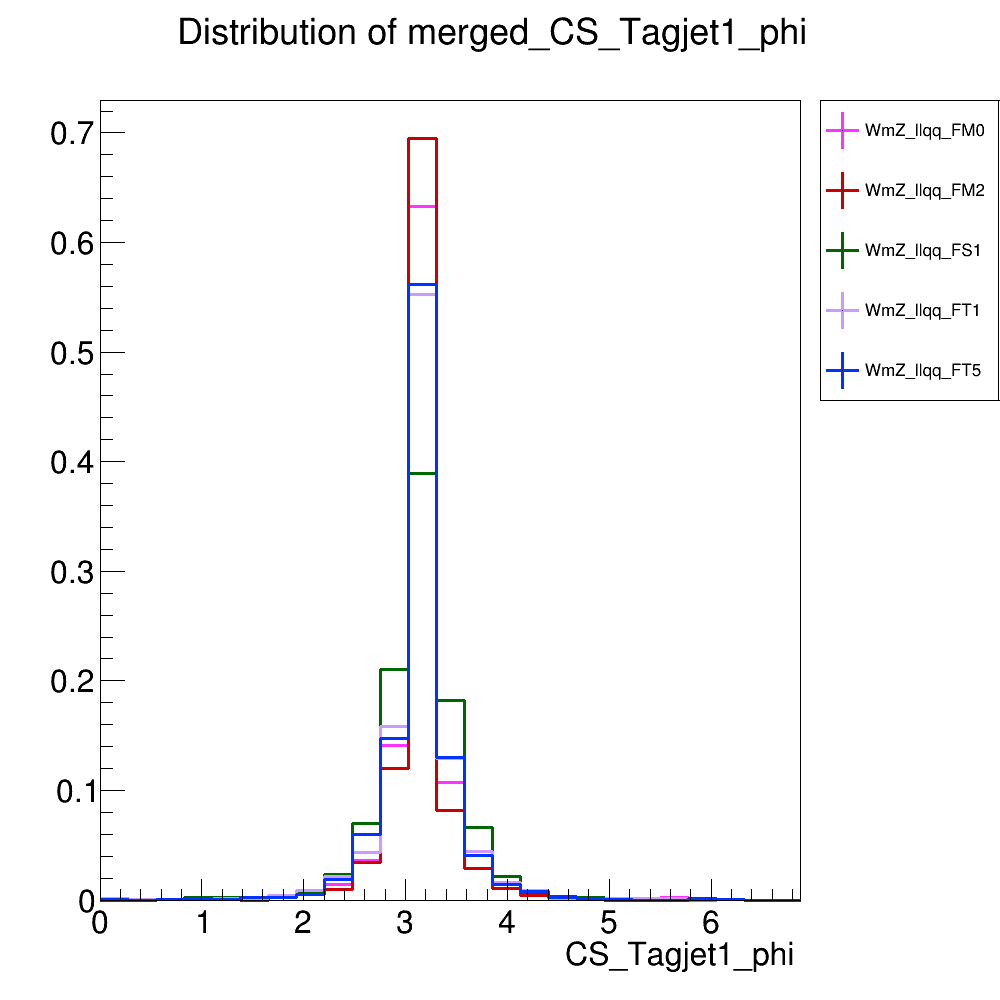 Distribution of merged_CS_Tagjet1_phi
0.7
0.6
0.5
0.4
0.3
0.2
0.1
0
0 1 2 3 4 5 6
CS_Tagjet1_phi
WmZ_llqq_FM0
WmZ_llqq_FM2
WmZ_llqq_FS1
WmZ_llqq_FT1
WmZ_llqq_FT5